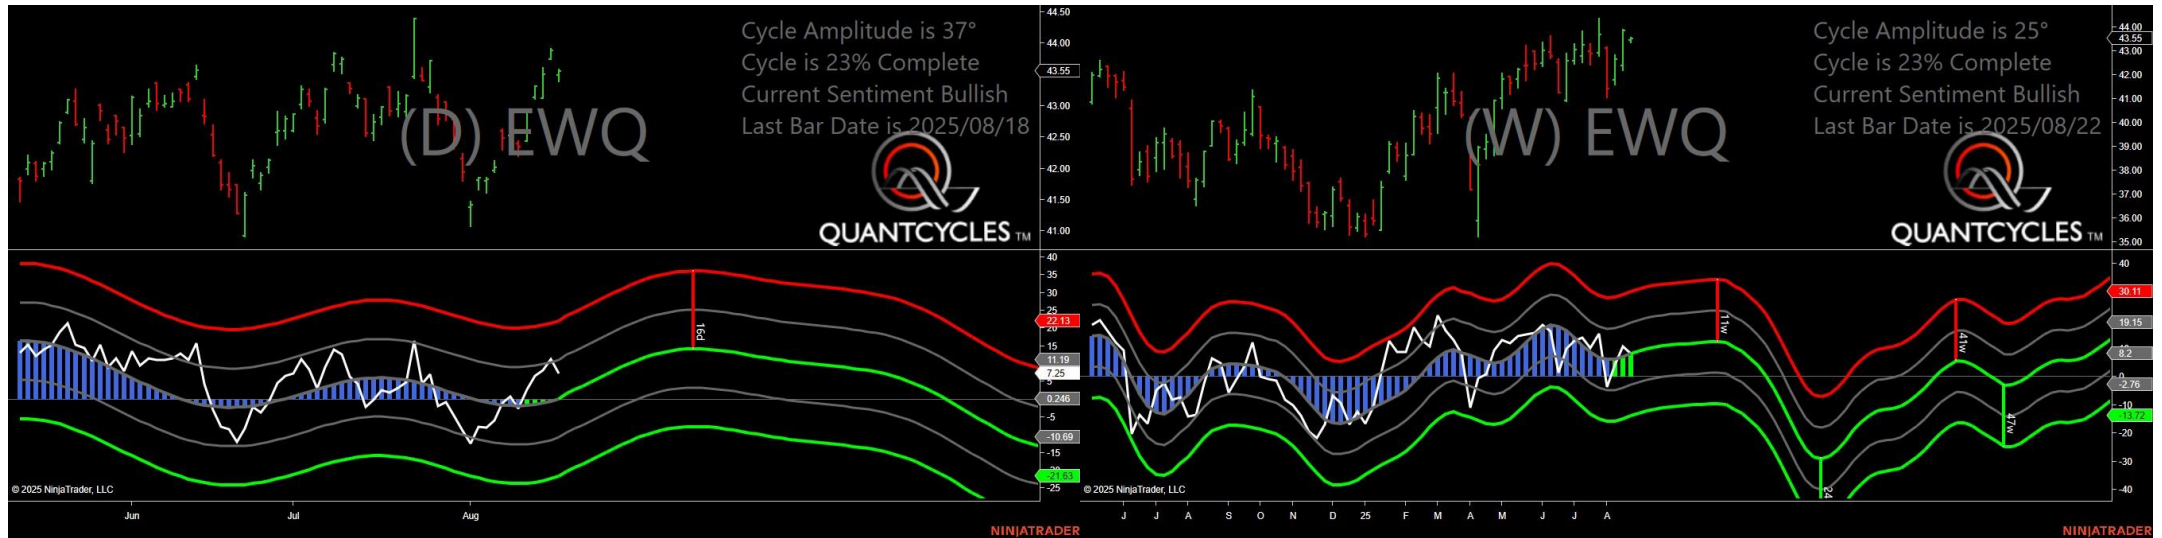 Cycle Amplitude is 37°
Cycle is 23% Complete
Current Sentiment Bullish
Last Bar Date is 2025/08/18
(D) EWQ
QUANTCYCLES TM
44.50
44.00
43.55
43.00
42.50
42.00
41.50
41.00
40
35
30
25
22.13
20
15
11.19
7.25
5
0.246
-5
-10.69
-15
-21.63
-25
16d
© 2025 NinjaTrader, LLC
Jun
Jul
Aug
NINJATRADER
Cycle Amplitude is 25°
Cycle is 23% Complete
Current Sentiment Bullish
Last Bar Date is 2025/08/22
(W) EWQ
QUANTCYCLES TM
44.00
43.55
43.00
42.00
41.00
40.00
39.00
38.00
37.00
36.00
35.00
40
30.11
19.15
10
8.2
0
-2.76
-10
-13.72
-20
-30
-40
11w
41w
47w
24
© 2025 NinjaTrader, LLC
J
J
A
S
O
N
D
25
F
M
A
M
J
J
A
NINJATRADER